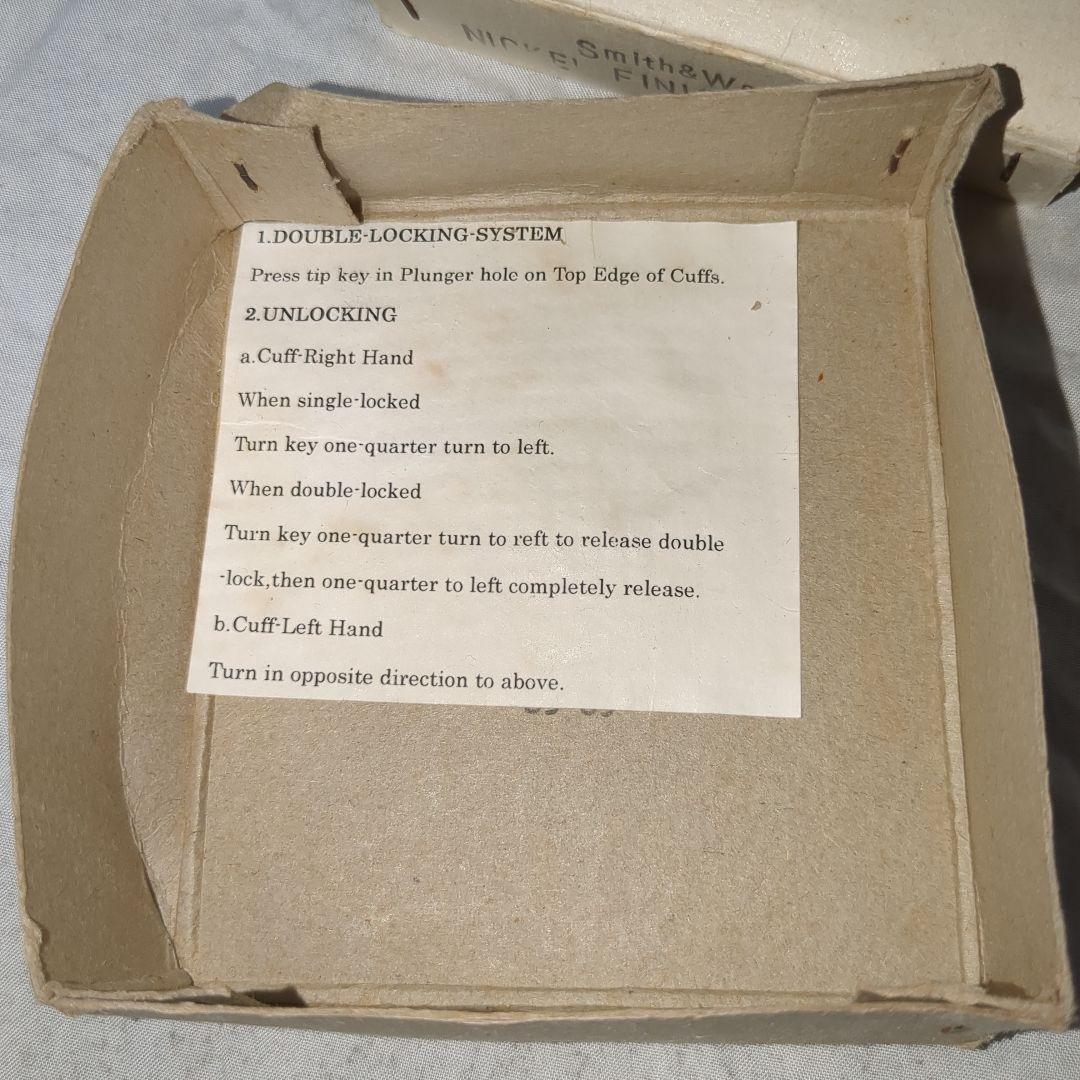 Smith&W
NICKEL FINI
1.DOUBLE-LOCKING-SYSTEM
Press tip key in Plunger hole on Top Edge of Cuffs.
2.UNLOCKING
a.Cuff-Right Hand
When single-locked
Turn key one-quarter turn to left.
When double-locked
Turn key one-quarter turn to reft to release double
-lock,then one-quarter to left completely release.
b.Cuff-Left Hand
Turn in opposite direction to above.